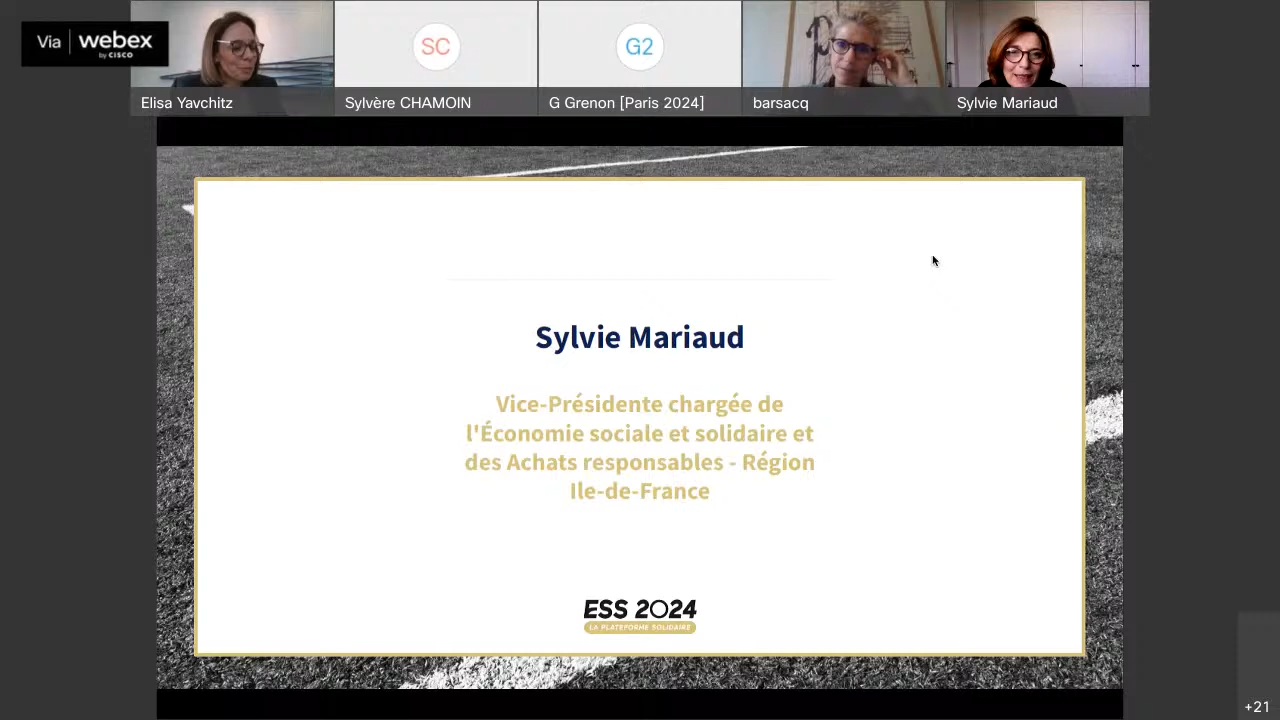 Via webex
by CISCO
SC
G2
Elisa Yavchitz
Sylvère CHAMOIN
G Grenon [Paris 2024]
barsacq
Sylvie Mariaud
Sylvie Mariaud
Vice-Présidente chargée de
l'Économie sociale et solidaire et
des Achats responsables - Région
Ile-de-France
ESS 2024
LA PLATEFORME SOLIDAIRE
+21